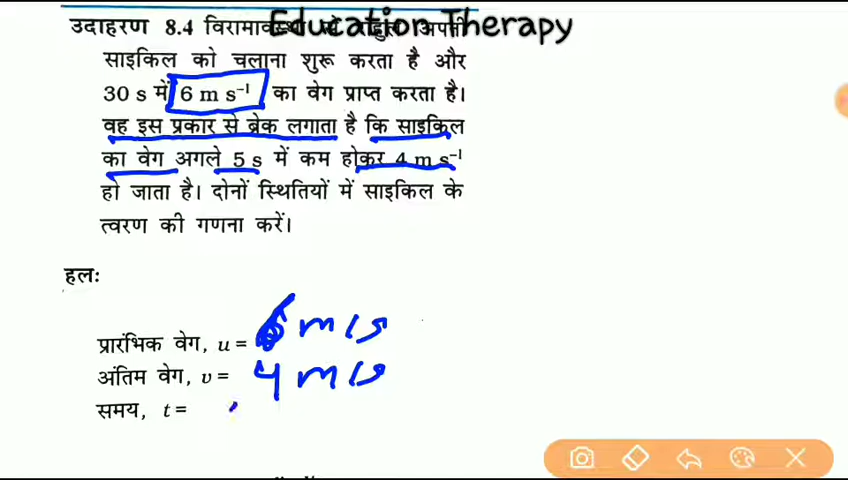 Education Therapy
उदाहरण 8.4 विरामावस्था अपनी
साइकिल को चलाना शुरू करता है और
30 s में 6 m s⁻¹ का वेग प्राप्त करता है।
वह इस प्रकार से ब्रेक लगाता है कि साइकिल
का वेग अगले 5 s में कम होकर 4 m s⁻¹
हो जाता है। दोनों स्थितियों में साइकिल के
त्वरण की गणना करें।
हलः
प्रारंभिक वेग, u = 6 m/s
अंतिम वेग, v = 4 m/s
समय, t =